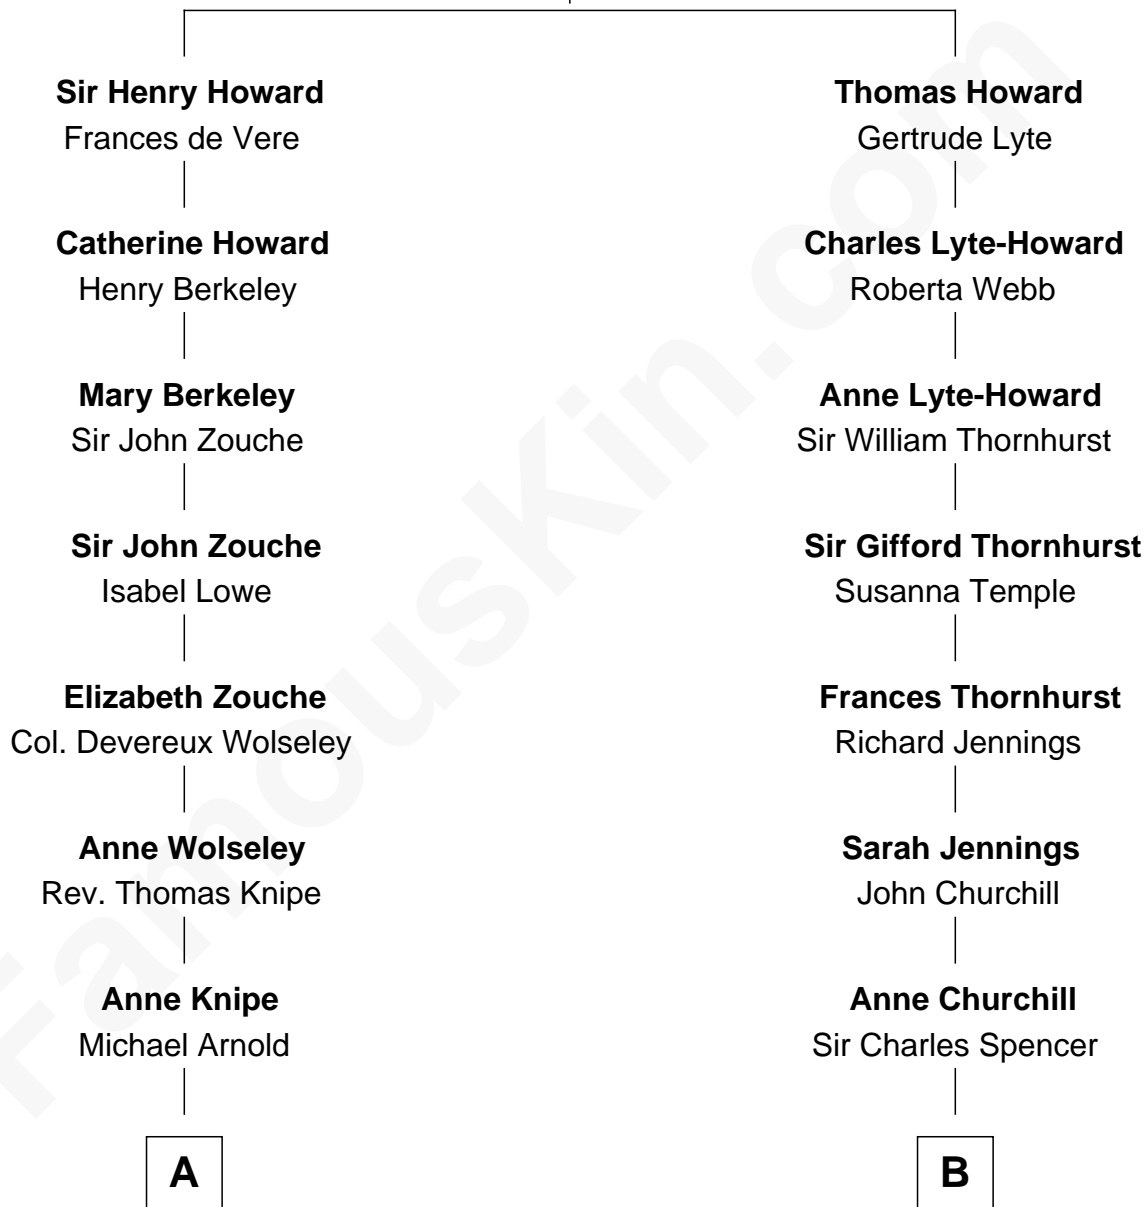 Sir Henry Howard
Frances de Vere
Catherine Howard
Henry Berkeley
Mary Berkeley
Sir John Zouche
Sir John Zouche
Isabel Lowe
Elizabeth Zouche
Col. Devereux Wolseley
Anne Wolseley
Rev. Thomas Knipe
Anne Knipe
Michael Arnold
A
Thomas Howard
Gertrude Lyte
Charles Lyte-Howard
Roberta Webb
Anne Lyte-Howard
Sir William Thornhurst
Sir Gifford Thornhurst
Susanna Temple
Frances Thornhurst
Richard Jennings
Sarah Jennings
John Churchill
Anne Churchill
Sir Charles Spencer
B
FamousKin.com